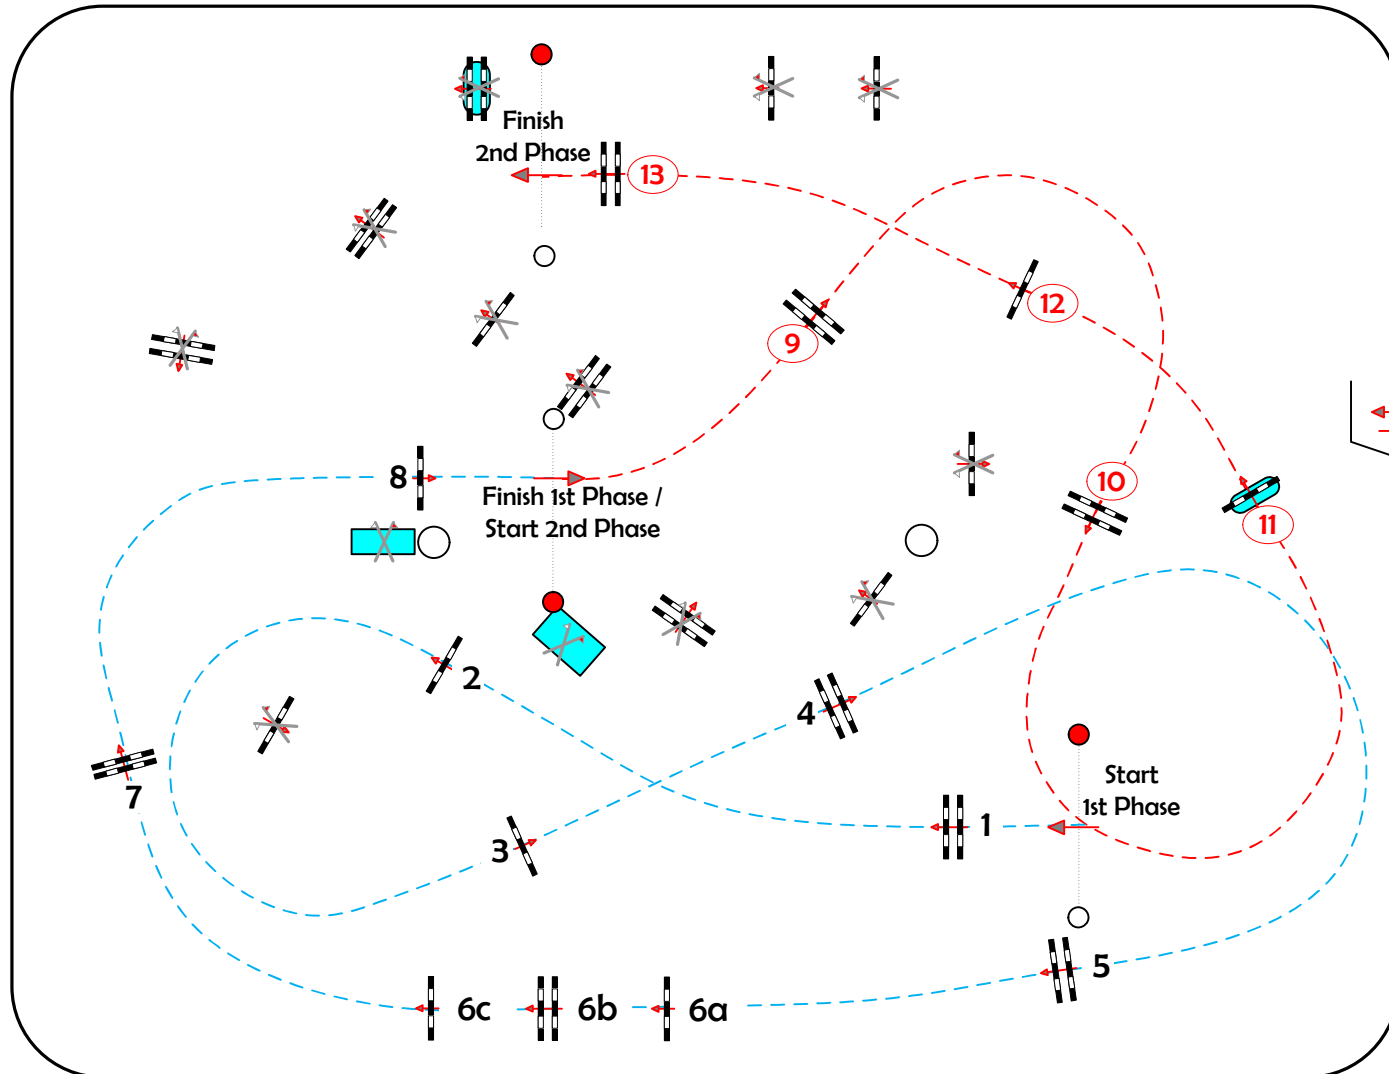 Finish
2nd Phase
13
12
9
8
10
11
Finish 1st Phase /
Start 2nd Phase
2
4
7
3
1
Start
1st Phase
5
6c
6b
6a